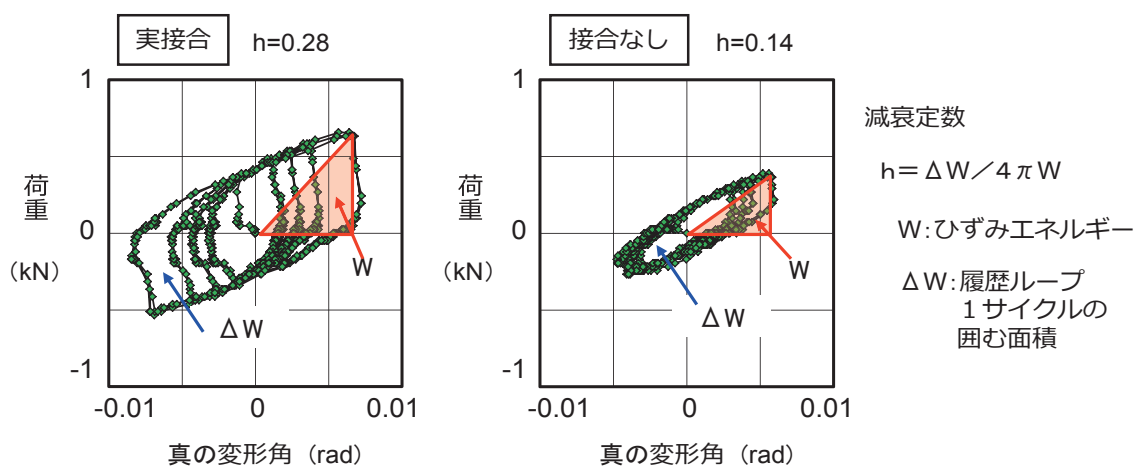 実接合
h=0.28
1
荷重
0
(kN)
-1
W
ΔW
-0.01
0
0.01
真の変形角 (rad)
接合なし
h=0.14
1
荷重
0
(kN)
-1
W
ΔW
-0.01
0
0.01
真の変形角 (rad)
減衰定数
h=ΔW/4πW
W:ひずみエネルギー
ΔW:履歴ループ
1サイクルの
囲む面積